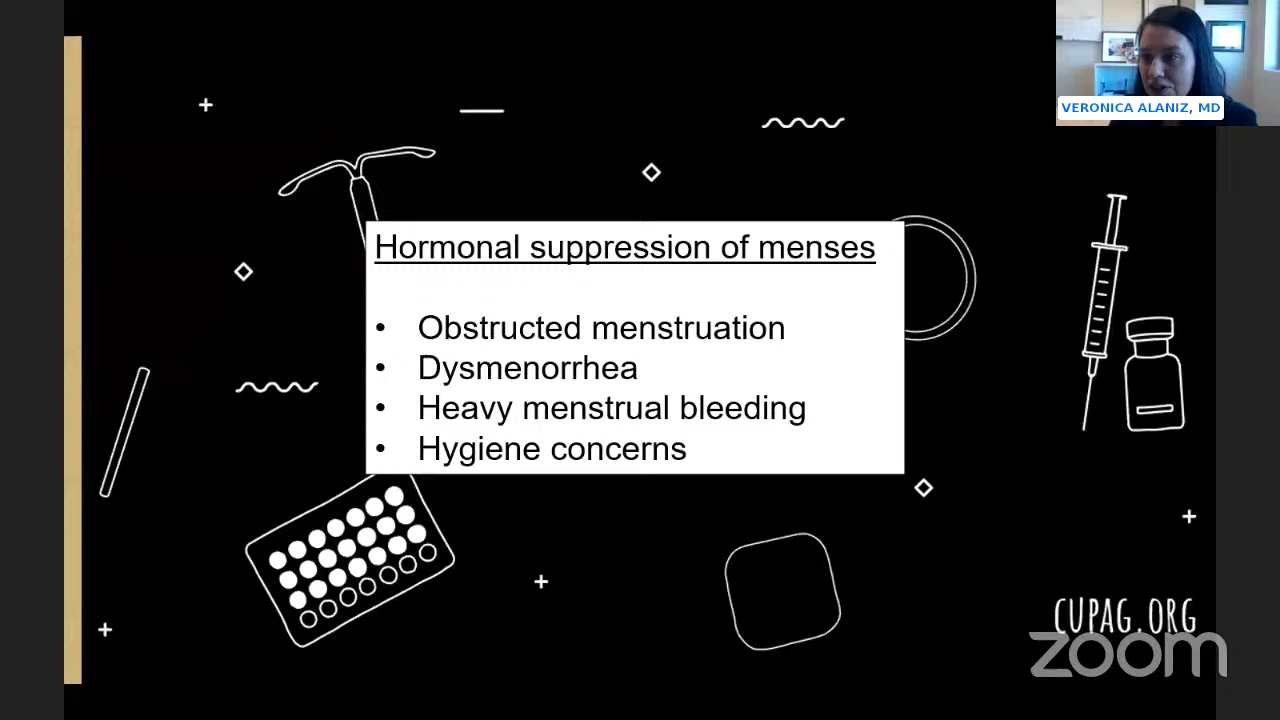 VERONICA ALANIZ, MD
Hormonal suppression of menses
• Obstructed menstruation
• Dysmenorrhea
• Heavy menstrual bleeding
• Hygiene concerns
CUPAG.ORG
zoom